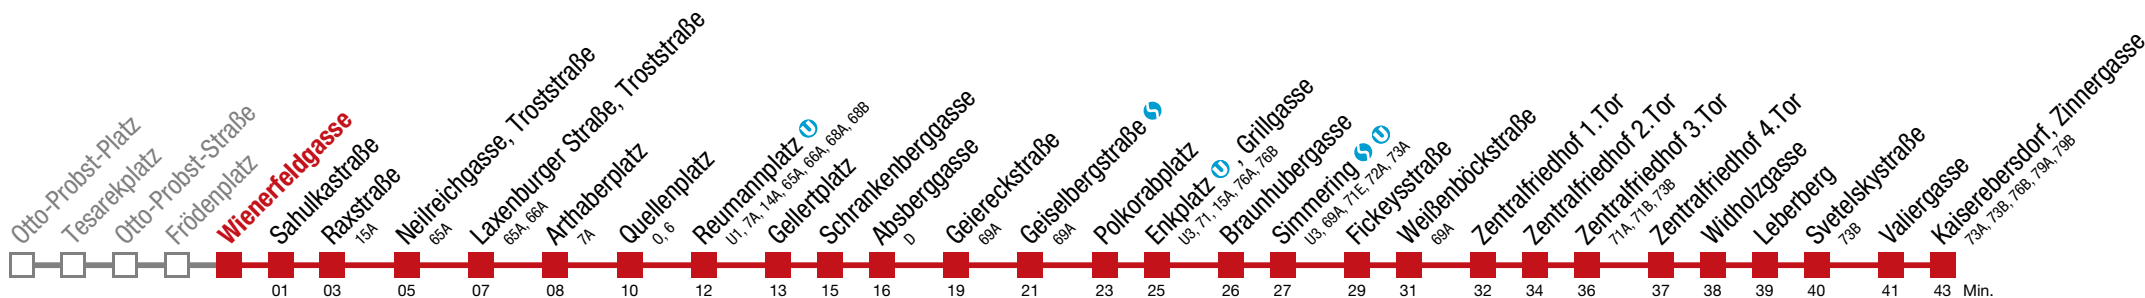 Otto-Probst-Platz
Tesarekplatz
Otto-Probst-Straße
Frödenplatz
Wienerfeldgasse
Sahulkastraße
Raxstraße
15A
Neilreichgasse, Troststraße
65A
Laxenburger Straße, Troststraße
65A, 66A
Arthaberplatz
7A
Quellenplatz
O, 6
Reumannplatz U
U1, 7A, 14A, 65A, 66A, 68A, 68B
Gellertplatz
Schrankenberggasse
Absberggasse
D
Geiereckstraße
69A
Geiselbergstraße S
69A
Polkorabplatz
Enkplatz U, Grillgasse
U3, 71, 15A, 76A, 76B
Braunhubergasse
Simmering S U
U3, 69A, 71E, 72A, 73A
Fickeysstraße
Weißenböckstraße
69A
Zentralfriedhof 1.Tor
Zentralfriedhof 2.Tor
Zentralfriedhof 3.Tor
71A, 71B, 73B
Zentralfriedhof 4.Tor
Widholzgasse
Leberberg
Svetelskystraße
73B
Valiergasse
Kaiserebersdorf, Zinnergasse
73A, 73B, 76B, 79A, 79B
01 03 05 07 08 10 12 13 15 16 19 21 23 25 26 27 29 31 32 34 36 37 38 39 40 41 43 Min.